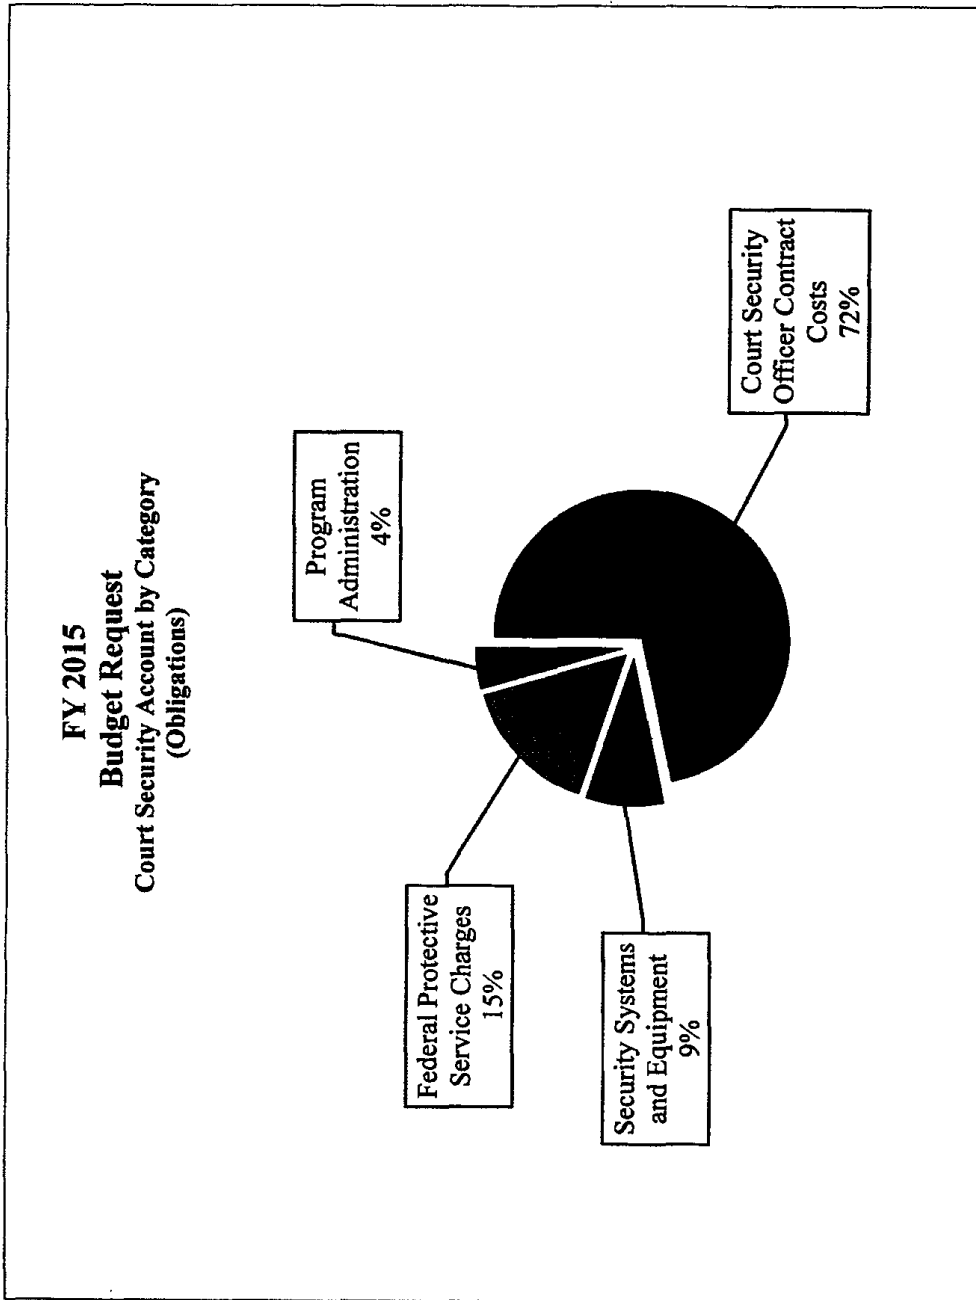 FY 2015
Budget Request
Court Security Account by Category
(Obligations)
Program
Administration
4%
Federal Protective
Service Charges
15%
Security Systems
and Equipment
9%
Court Security
Officer Contract
Costs
72%